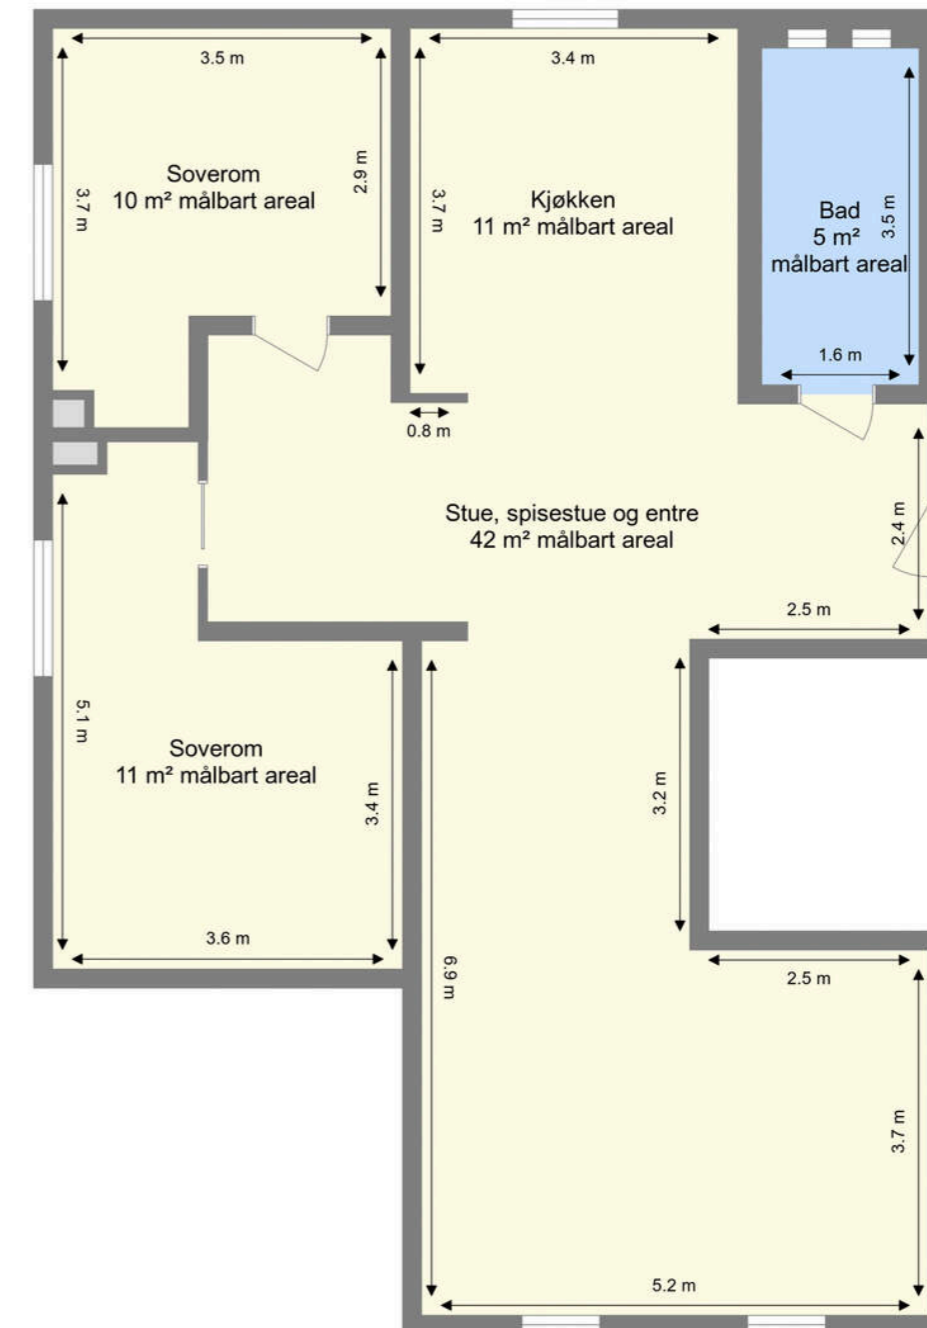 3.5 m
3.4 m
Soverom
10 m² målbart areal
2.9 m
3.7 m
Kjøkken
11 m² målbart areal
3.7 m
Bad
5 m²
målbart areal
3.5 m
1.6 m
0.8 m
Stue, spisestue og entre
42 m² målbart areal
2.4 m
2.5 m
5.1 m
Soverom
11 m² målbart areal
3.4 m
3.2 m
3.6 m
6.9 m
2.5 m
3.7 m
5.2 m